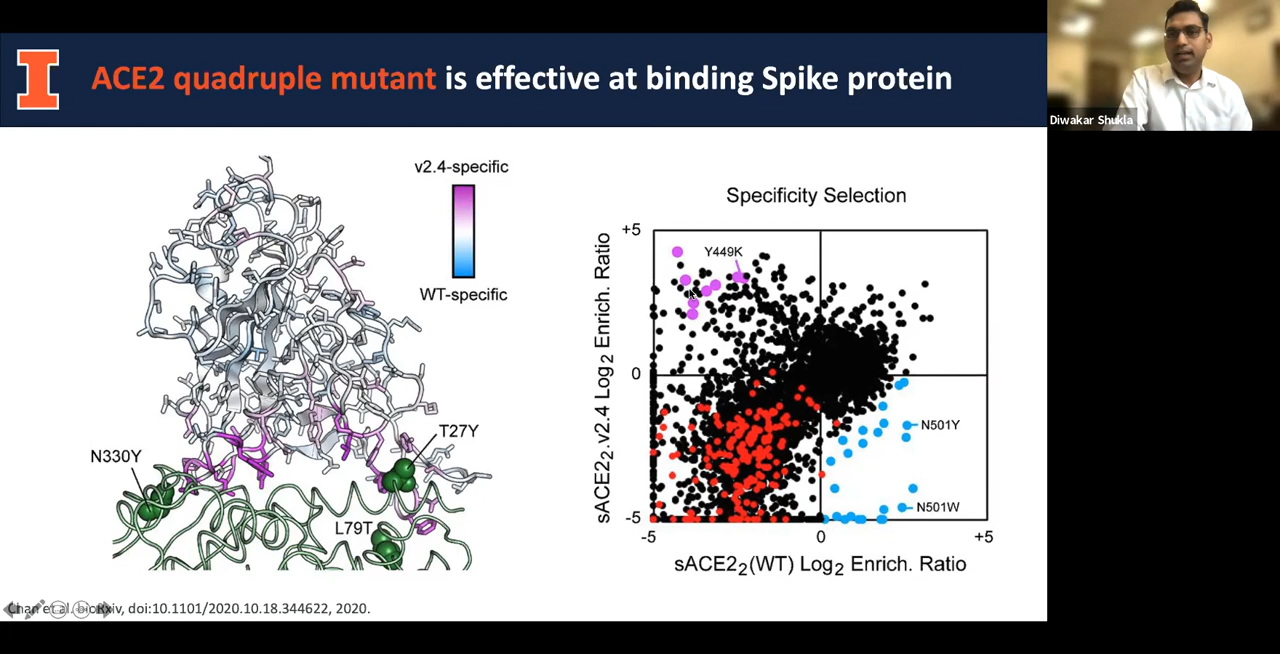 ACE2 quadruple mutant is effective at binding Spike protein
Diwakar Shukla
v2.4-specific
WT-specific
N330Y
T27Y
L79T
Specificity Selection
+5
0
-5
sACE2₂.v2.4 Log₂ Enrich. Ratio
Y449K
N501Y
N501W
-5
0
+5
sACE2₂(WT) Log₂ Enrich. Ratio
Chan et al. bioRxiv, doi:10.1101/2020.10.18.344622, 2020.